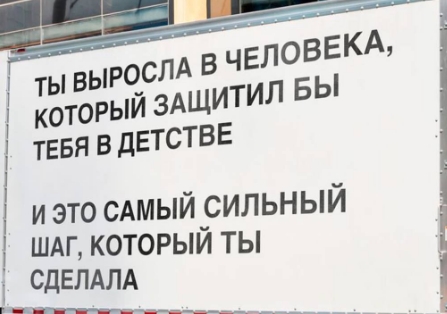 ТЫ ВЫРОСЛА В ЧЕЛОВЕКА,
КОТОРЫЙ ЗАЩИТИЛ БЫ
ТЕБЯ В ДЕТСТВЕ
И ЭТО САМЫЙ СИЛЬНЫЙ
ШАГ, КОТОРЫЙ ТЫ
СДЕЛАЛА